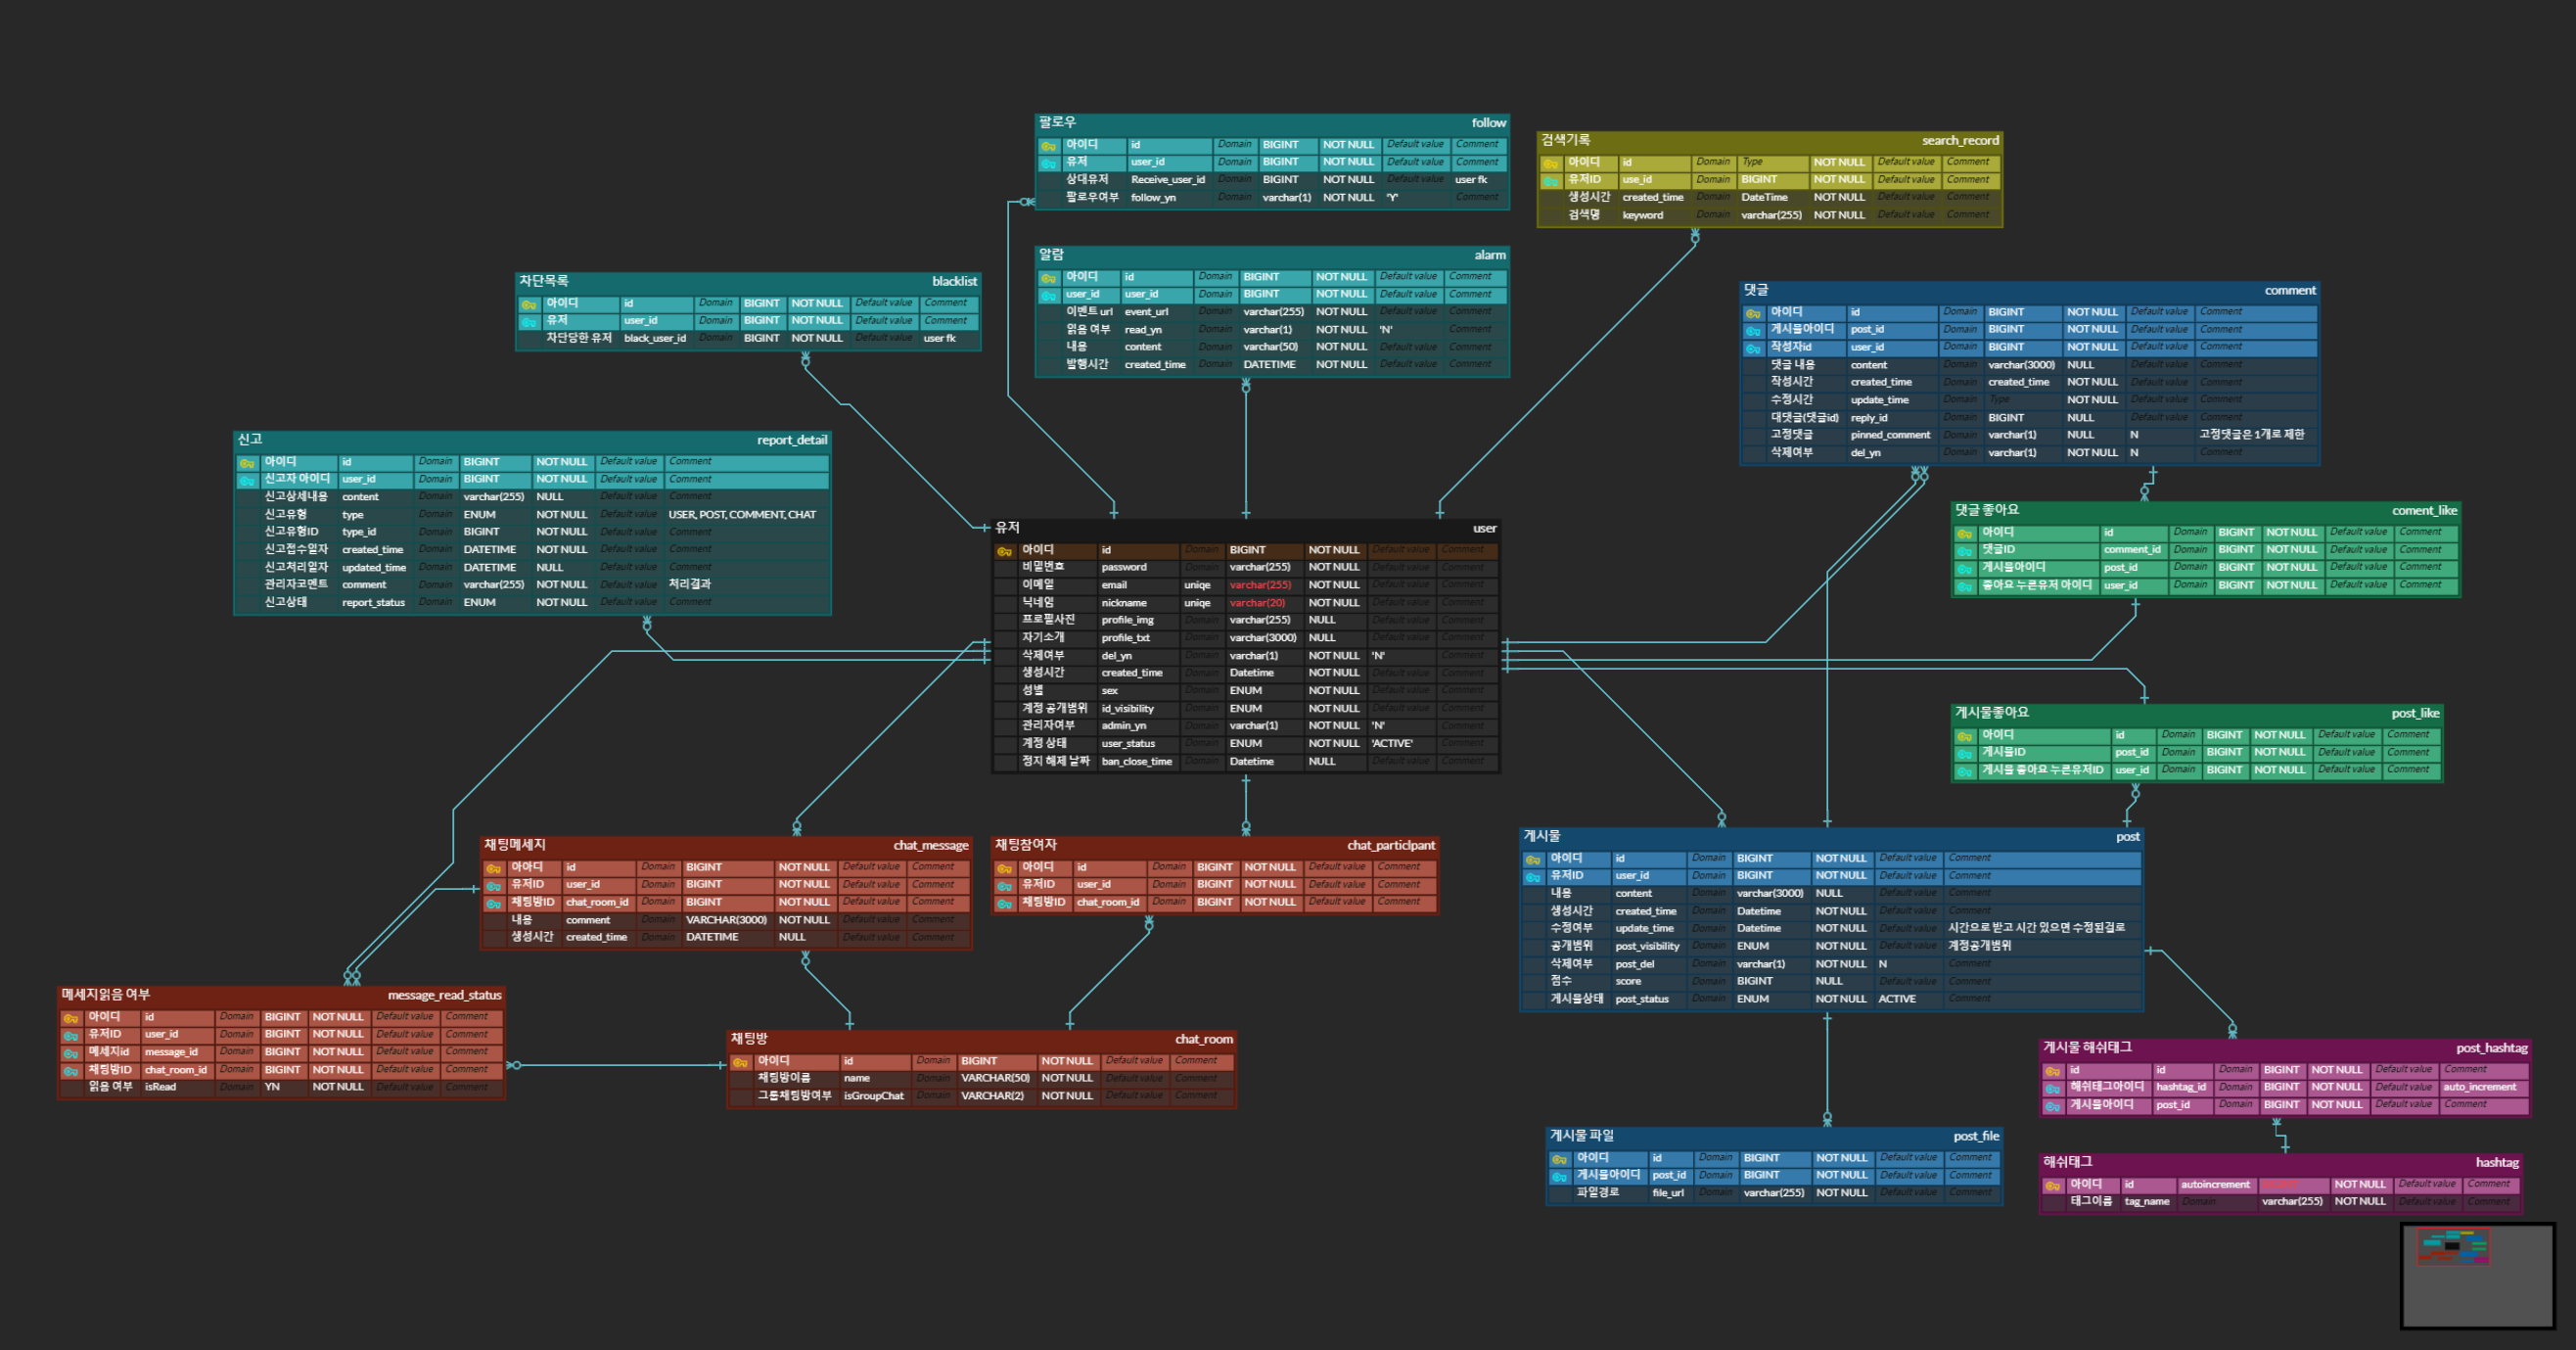 팔로우 follow
아이디 id Domain BIGINT NOT NULL Default value Comment
유저 user_id Domain BIGINT NOT NULL Default value Comment
상대유저 Receive_user_id Domain BIGINT NOT NULL Default value user fk
팔로우여부 follow_yn Domain varchar(1) NOT NULL 'Y' Comment
검색기록 search_record
아이디 id Domain Type NOT NULL Default value Comment
유저ID use_id Domain BIGINT NOT NULL Default value Comment
생성시간 created_time Domain DateTime NOT NULL Default value Comment
검색명 keyword Domain varchar(255) NOT NULL Default value Comment
알람 alarm
아이디 id Domain BIGINT NOT NULL Default value Comment
user_id user_id Domain BIGINT NOT NULL Default value Comment
이벤트 url event_url Domain varchar(255) NOT NULL Default value Comment
읽음 여부 read_yn Domain varchar(1) NOT NULL 'N' Comment
내용 content Domain varchar(50) NOT NULL Default value Comment
발행시간 created_time Domain DATETIME NOT NULL Default value Comment
차단목록 blacklist
아이디 id Domain BIGINT NOT NULL Default value Comment
유저 user_id Domain BIGINT NOT NULL Default value Comment
차단당한 유저 black_user_id Domain BIGINT NOT NULL Default value user fk
댓글 comment
아이디 id Domain BIGINT NOT NULL Default value Comment
게시물아이디 post_id Domain BIGINT NOT NULL Default value Comment
작성자id user_id Domain BIGINT NOT NULL Default value Comment
댓글 내용 content Domain varchar(3000) NULL Default value Comment
작성시간 created_time Domain created_time NOT NULL Default value Comment
수정시간 update_time Domain Type NOT NULL Default value Comment
대댓글(댓글id) reply_id Domain BIGINT NULL Default value Comment
고정댓글 pinned_comment Domain varchar(1) NULL N 고정댓글은 1개로 제한
삭제여부 del_yn Domain varchar(1) NOT NULL N Comment
신고 report_detail
아이디 id Domain BIGINT NOT NULL Default value Comment
신고자 아이디 user_id Domain BIGINT NOT NULL Default value Comment
신고상세내용 content Domain varchar(255) NULL Default value Comment
신고유형 type Domain ENUM NOT NULL Default value USER, POST, COMMENT, CHAT
신고유형ID type_id Domain BIGINT NOT NULL Default value Comment
신고접수일자 created_time Domain DATETIME NOT NULL Default value Comment
신고처리일자 updated_time Domain DATETIME NULL Default value Comment
관리자코멘트 comment Domain varchar(255) NOT NULL Default value 처리결과
신고상태 report_status Domain ENUM NOT NULL Default value Comment
댓글 좋아요 coment_like
아이디 id Domain BIGINT NOT NULL Default value Comment
댓글ID comment_id Domain BIGINT NOT NULL Default value Comment
게시물아이디 post_id Domain BIGINT NOT NULL Default value Comment
좋아요 누른유저 아이디 user_id Domain BIGINT NOT NULL Default value Comment
유저 user
아이디 id Domain BIGINT NOT NULL Default value Comment
비밀번호 password Domain varchar(255) NOT NULL Default value Comment
이메일 email uniqe varchar(255) NOT NULL Default value Comment
닉네임 nickname uniqe varchar(20) NOT NULL Default value Comment
프로필사진 profile_img Domain varchar(255) NULL Default value Comment
자기소개 profile_txt Domain varchar(3000) NULL Default value Comment
삭제여부 del_yn Domain varchar(1) NOT NULL 'N' Comment
생성시간 created_time Domain Datetime NOT NULL Default value Comment
성별 sex Domain ENUM NOT NULL Default value Comment
계정 공개범위 id_visibility Domain ENUM NOT NULL Default value Comment
관리자여부 admin_yn Domain varchar(1) NOT NULL 'N' Comment
계정 상태 user_status Domain ENUM NOT NULL 'ACTIVE' Comment
정지 해제 날짜 ban_close_time Domain Datetime NULL Default value Comment
게시물좋아요 post_like
아이디 id Domain BIGINT NOT NULL Default value Comment
게시물ID post_id Domain BIGINT NOT NULL Default value Comment
게시물 좋아요 누른유저ID user_id Domain BIGINT NOT NULL Default value Comment
채팅메세지 chat_message
아아디 id Domain BIGINT NOT NULL Default value Comment
유저ID user_id Domain BIGINT NOT NULL Default value Comment
채팅방ID chat_room_id Domain BIGINT NOT NULL Default value Comment
내용 comment Domain VARCHAR(3000) NOT NULL Default value Comment
생성시간 created_time Domain DATETIME NULL Default value Comment
채팅참여자 chat_particIpant
아이디 id Domain BIGINT NOT NULL Default value Comment
유저ID user_id Domain BIGINT NOT NULL Default value Comment
채팅방ID chat_room_id Domain BIGINT NOT NULL Default value Comment
게시물 post
아이디 id Domain BIGINT NOT NULL Default value Comment
유저ID user_id Domain BIGINT NOT NULL Default value Comment
내용 content Domain varchar(3000) NULL Default value Comment
생성시간 created_time Domain Datetime NOT NULL Default value Comment
수정여부 update_time Domain Datetime NOT NULL Default value 시간으로 받고 시간 있으면 수정된걸로
공개범위 post_visibility Domain ENUM NOT NULL Default value 계정공개범위
삭제여부 post_del Domain varchar(1) NOT NULL N Comment
점수 score Domain BIGINT NULL Default value Comment
게시물상태 post_status Domain ENUM NOT NULL ACTIVE Comment
메세지읽음 여부 message_read_status
아이디 id Domain BIGINT NOT NULL Default value Comment
유저ID user_id Domain BIGINT NOT NULL Default value Comment
메세지id message_id Domain BIGINT NOT NULL Default value Comment
채팅방ID chat_room_id Domain BIGINT NOT NULL Default value Comment
읽음 여부 isRead Domain YN NOT NULL Default value Comment
채팅방 chat_room
아이디 id Domain BIGINT NOT NULL Default value Comment
채팅방이름 name Domain VARCHAR(50) NOT NULL Default value Comment
그룹채팅방여부 isGroupChat Domain VARCHAR(2) NOT NULL Default value Comment
게시물 해쉬태그 post_hashtag
id id Domain BIGINT NOT NULL Default value Comment
해쉬태그아이디 hashtag_id Domain BIGINT NOT NULL Default value auto_increment
게시물아이디 post_id Domain BIGINT NOT NULL Default value Comment
게시물 파일 post_file
아이디 id Domain BIGINT NOT NULL Default value Comment
게시물아이디 post_id Domain BIGINT NOT NULL Default value Comment
파일경로 file_url Domain varchar(255) NOT NULL Default value Comment
해쉬태그 hashtag
아이디 id autoincrement NOT NULL Default value Comment
태그이름 tag_name Domain varchar(255) NOT NULL Default value Comment